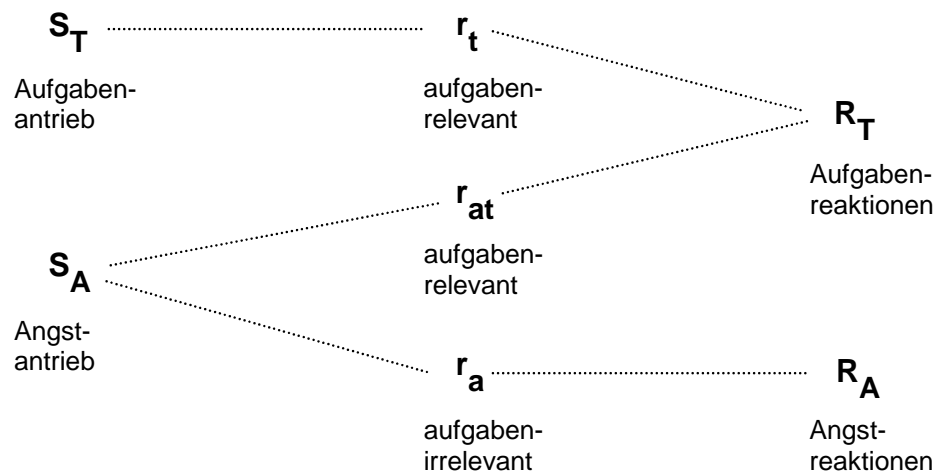 S_T r_t
Aufgaben-
antrieb
aufgaben-
relevant
R_T
Aufgaben-
reaktionen
r_at
aufgaben-
relevant
S_A
Angst-
antrieb
r_a R_A
aufgaben-
irrelevant
Angst-
reaktionen